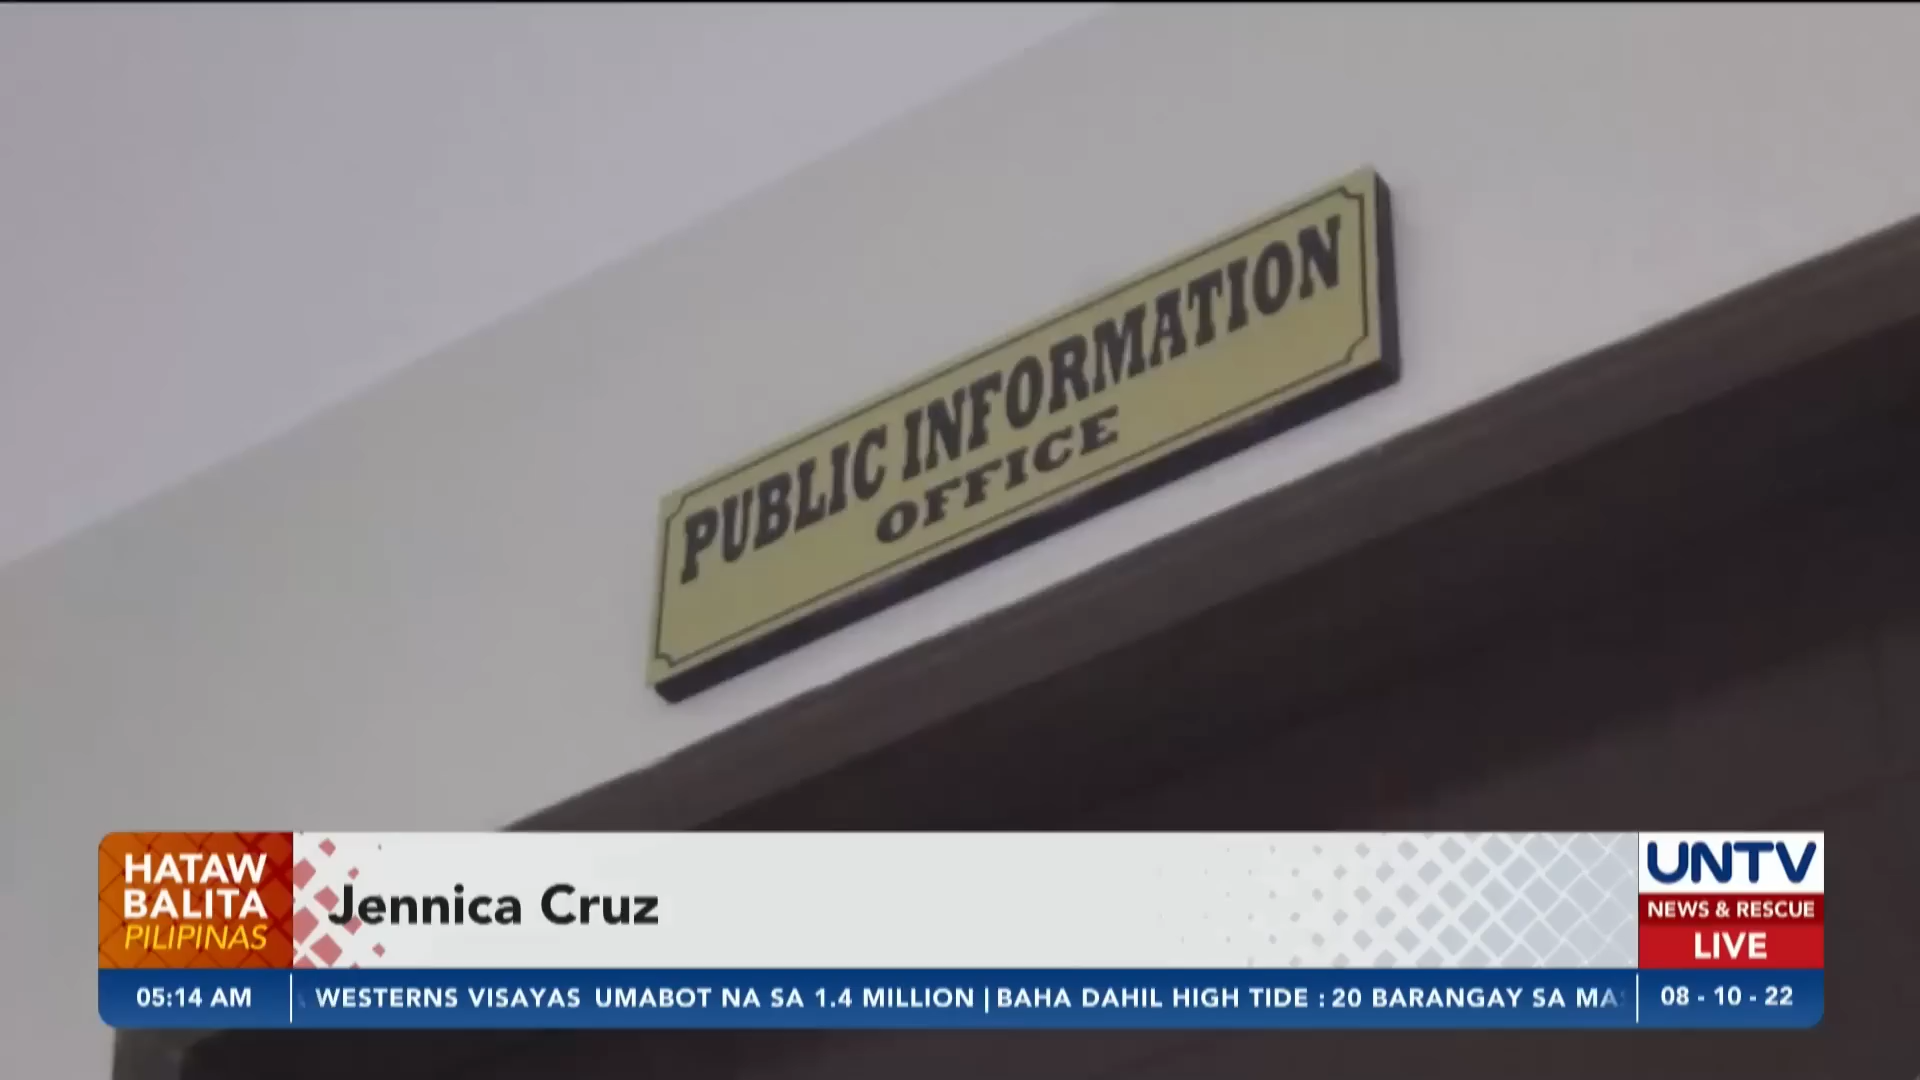 PUBLIC INFORMATION
OFFICE
HATAW
BALITA
PILIPINAS
Jennica Cruz
UNTV
NEWS & RESCUE
LIVE
05:14 AM
WESTERNS VISAYAS UMABOT NA SA 1.4 MILLION | BAHA DAHIL HIGH TIDE : 20 BARANGAY SA
08 - 10 - 22